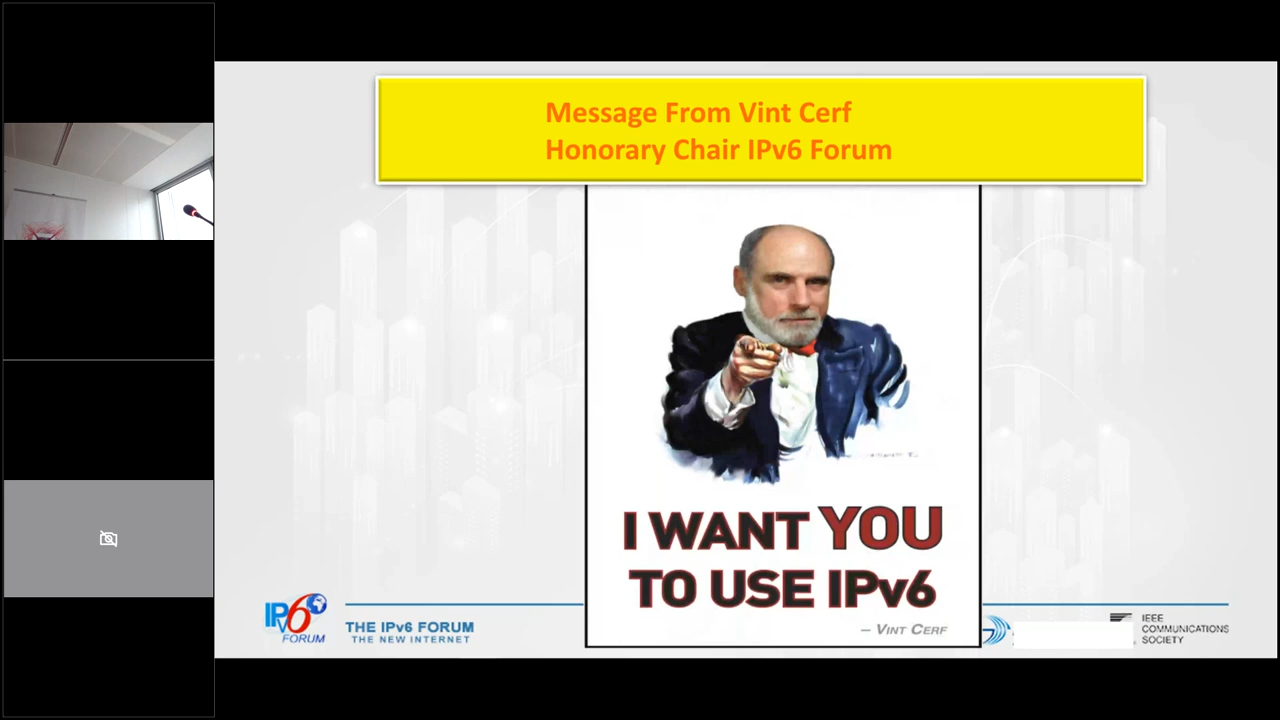 Message From Vint Cerf
Honorary Chair IPv6 Forum
I WANT YOU
TO USE IPv6
– VINT CERF
IPv6
FORUM
THE IPv6 FORUM
THE NEW INTERNET
IEEE
COMMUNICATIONS
SOCIETY